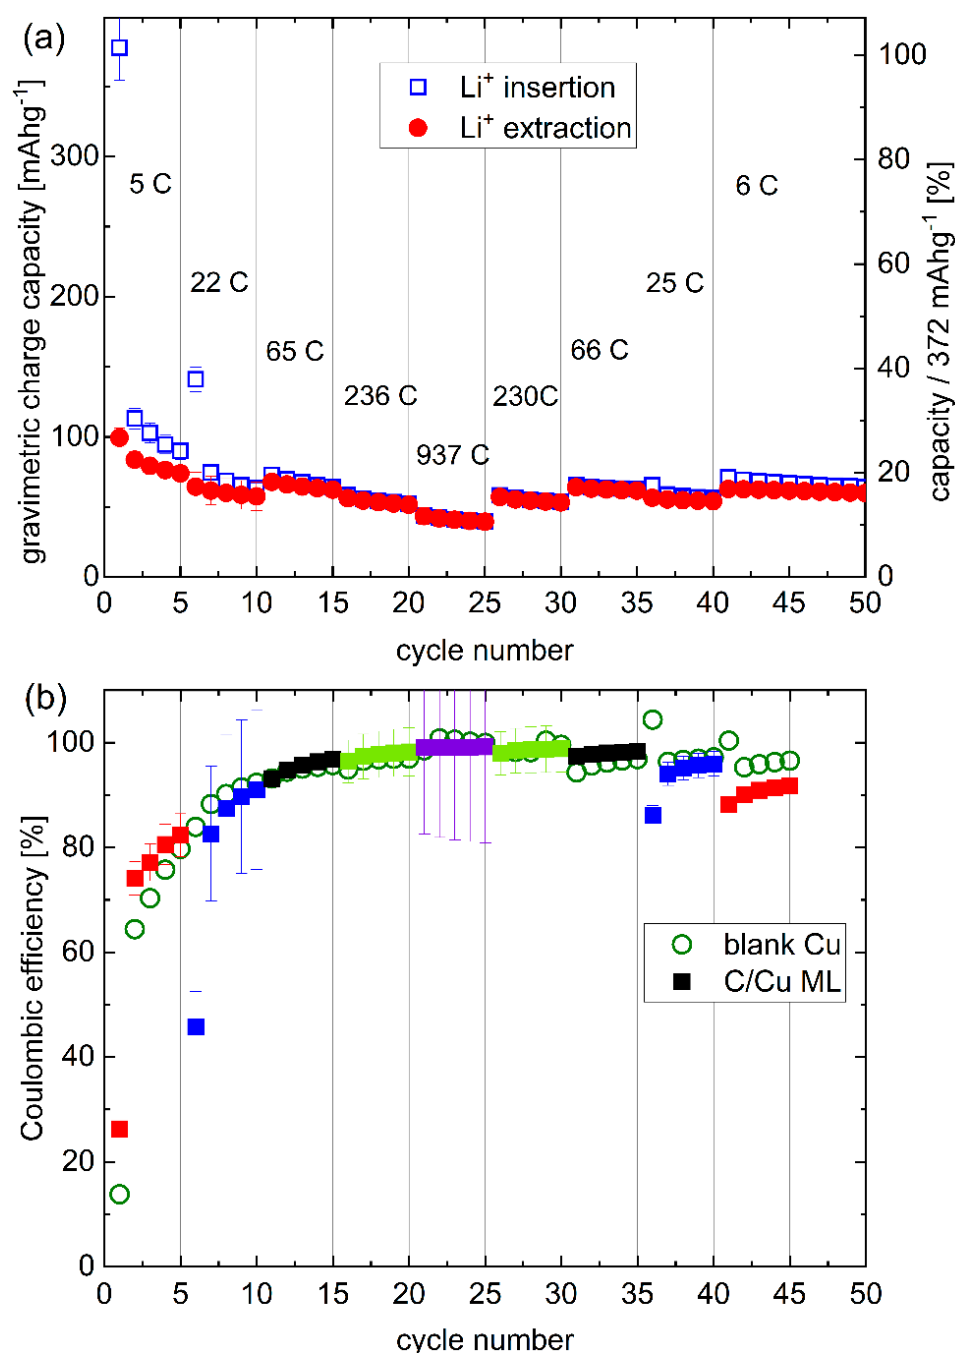 (a)
Li⁺ insertion
Li⁺ extraction
gravimetric charge capacity [mAhg⁻¹]
capacity / 372 mAhg⁻¹ [%]
5 C
22 C
65 C
236 C
937 C
230C
66 C
25 C
6 C
300
200
100
0
100
80
60
40
20
0
0 5 10 15 20 25 30 35 40 45 50
cycle number
(b)
Coulombic efficiency [%]
100
80
60
40
20
0
blank Cu
C/Cu ML
0 5 10 15 20 25 30 35 40 45 50
cycle number